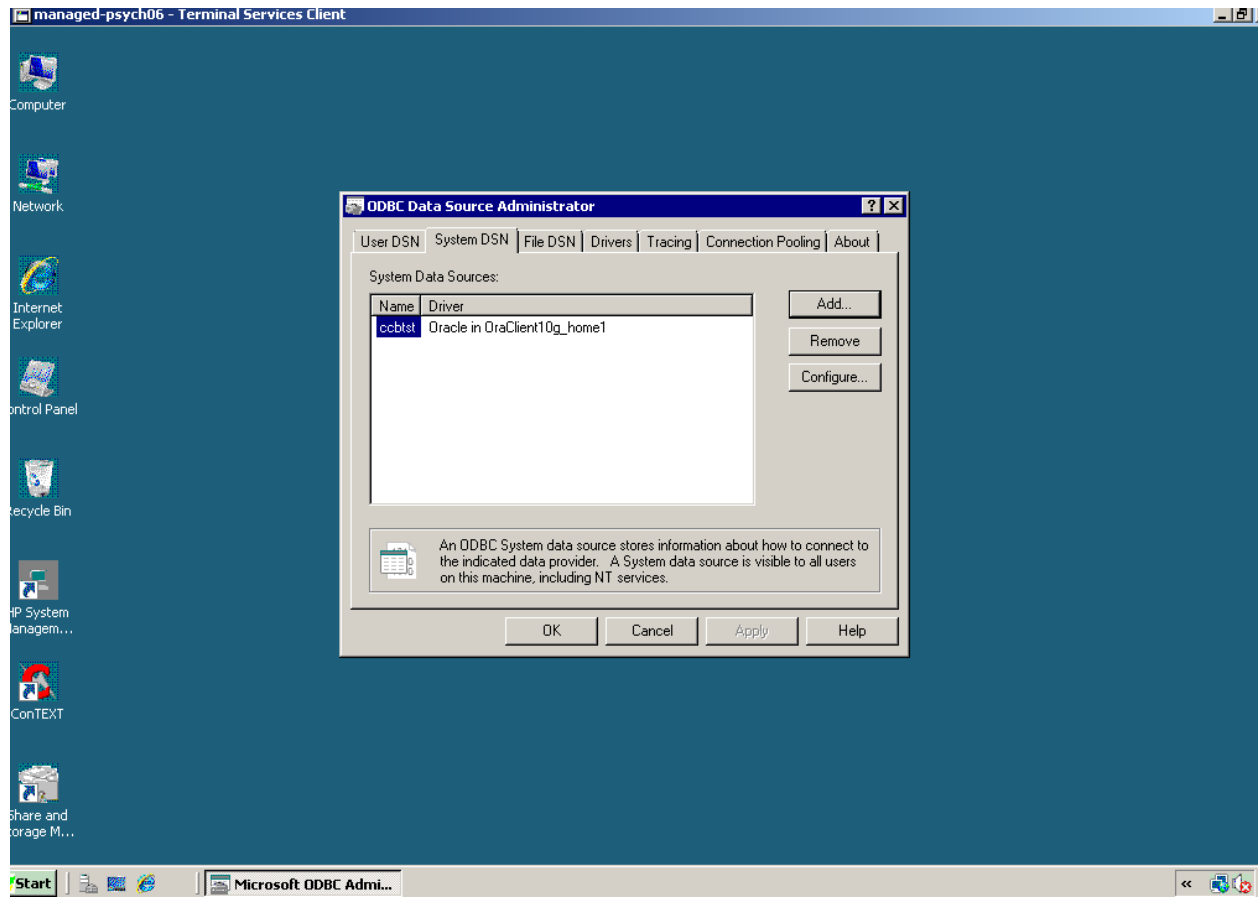 managed-psych06 - Terminal Services Client
Computer
Network
Internet
Explorer
ontrol Panel
ecycle Bin
HP System
Managem...
ConTEXT
Share and
torage M...
ODBC Data Source Administrator
User DSN System DSN File DSN Drivers Tracing Connection Pooling About
System Data Sources:
Name Driver
ccbtst Oracle in OraClient10g_home1
Add...
Remove
Configure...
An ODBC System data source stores information about how to connect to
the indicated data provider. A System data source is visible to all users
on this machine, including NT services.
OK Cancel Apply Help
Start Microsoft ODBC Admi... «